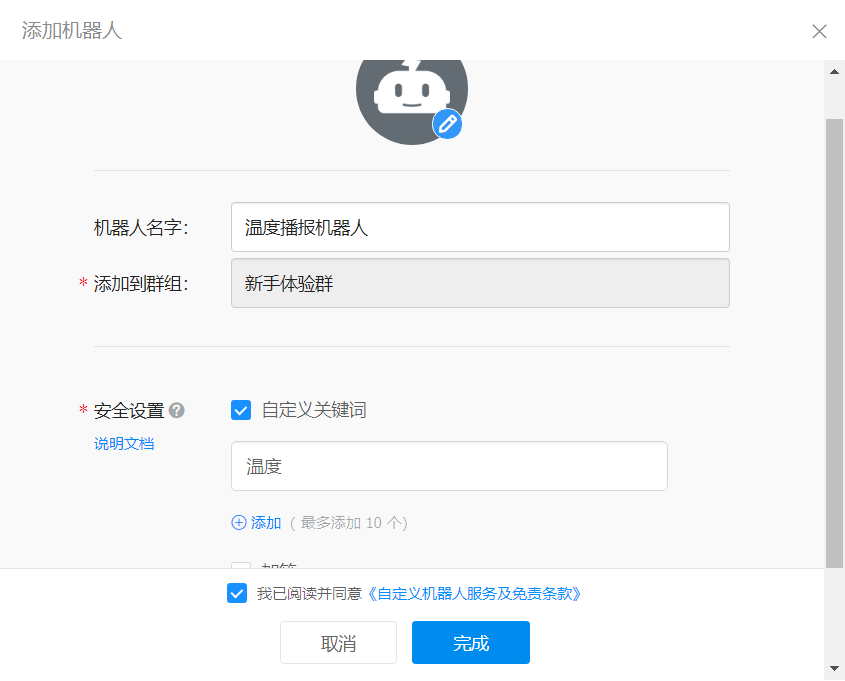 添加机器人
机器人名字：
温度播报机器人
* 添加到群组：
新手体验群
* 安全设置
自定义关键词
说明文档
温度
添加 ( 最多添加 10 个)
我已阅读并同意《自定义机器人服务及免责条款》
取消
完成